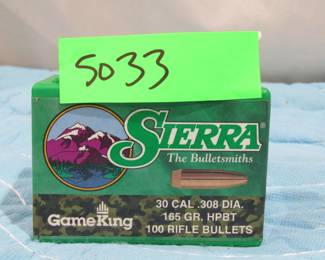 5033
SIERRA®
The Bulletsmiths
GameKing
30 CAL .308 DIA.
165 GR. HPBT
100 RIFLE BULLETS